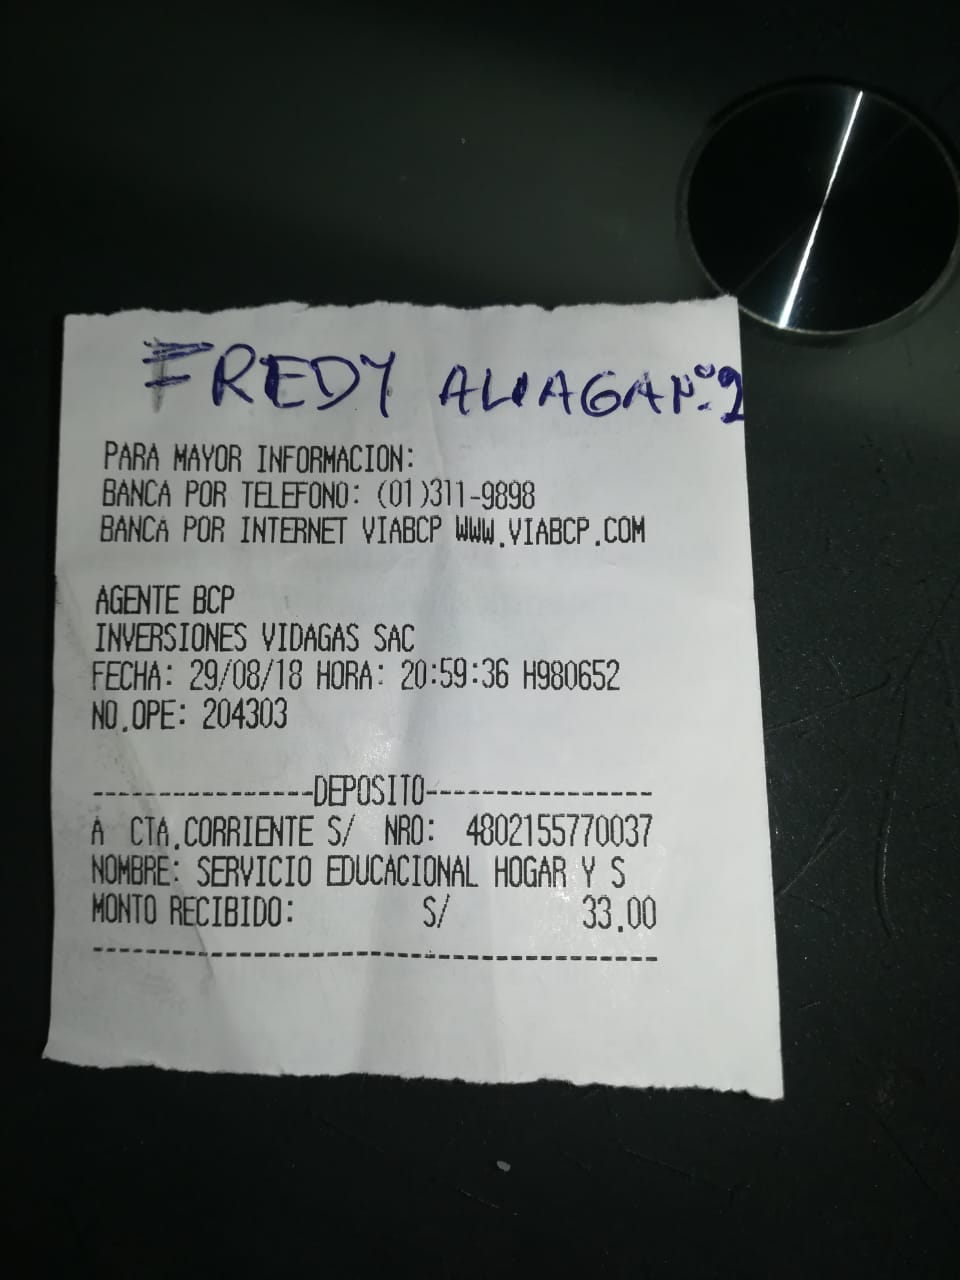 FREDY ALIAGA Nº 2
PARA MAYOR INFORMACION:
BANCA POR TELEFONO: (01)311-9898
BANCA POR INTERNET VIABCP WWW.VIABCP.COM
AGENTE BCP
INVERSIONES VIDAGAS SAC
FECHA: 29/08/18 HORA: 20:59:36 H980652
NO.OPE: 204303
---------------DEPOSITO----------------
A CTA.CORRIENTE S/ NRO: 4802155770037
NOMBRE: SERVICIO EDUCACIONAL HOGAR Y S
MONTO RECIBIDO: S/ 33.00
---------------------------------------